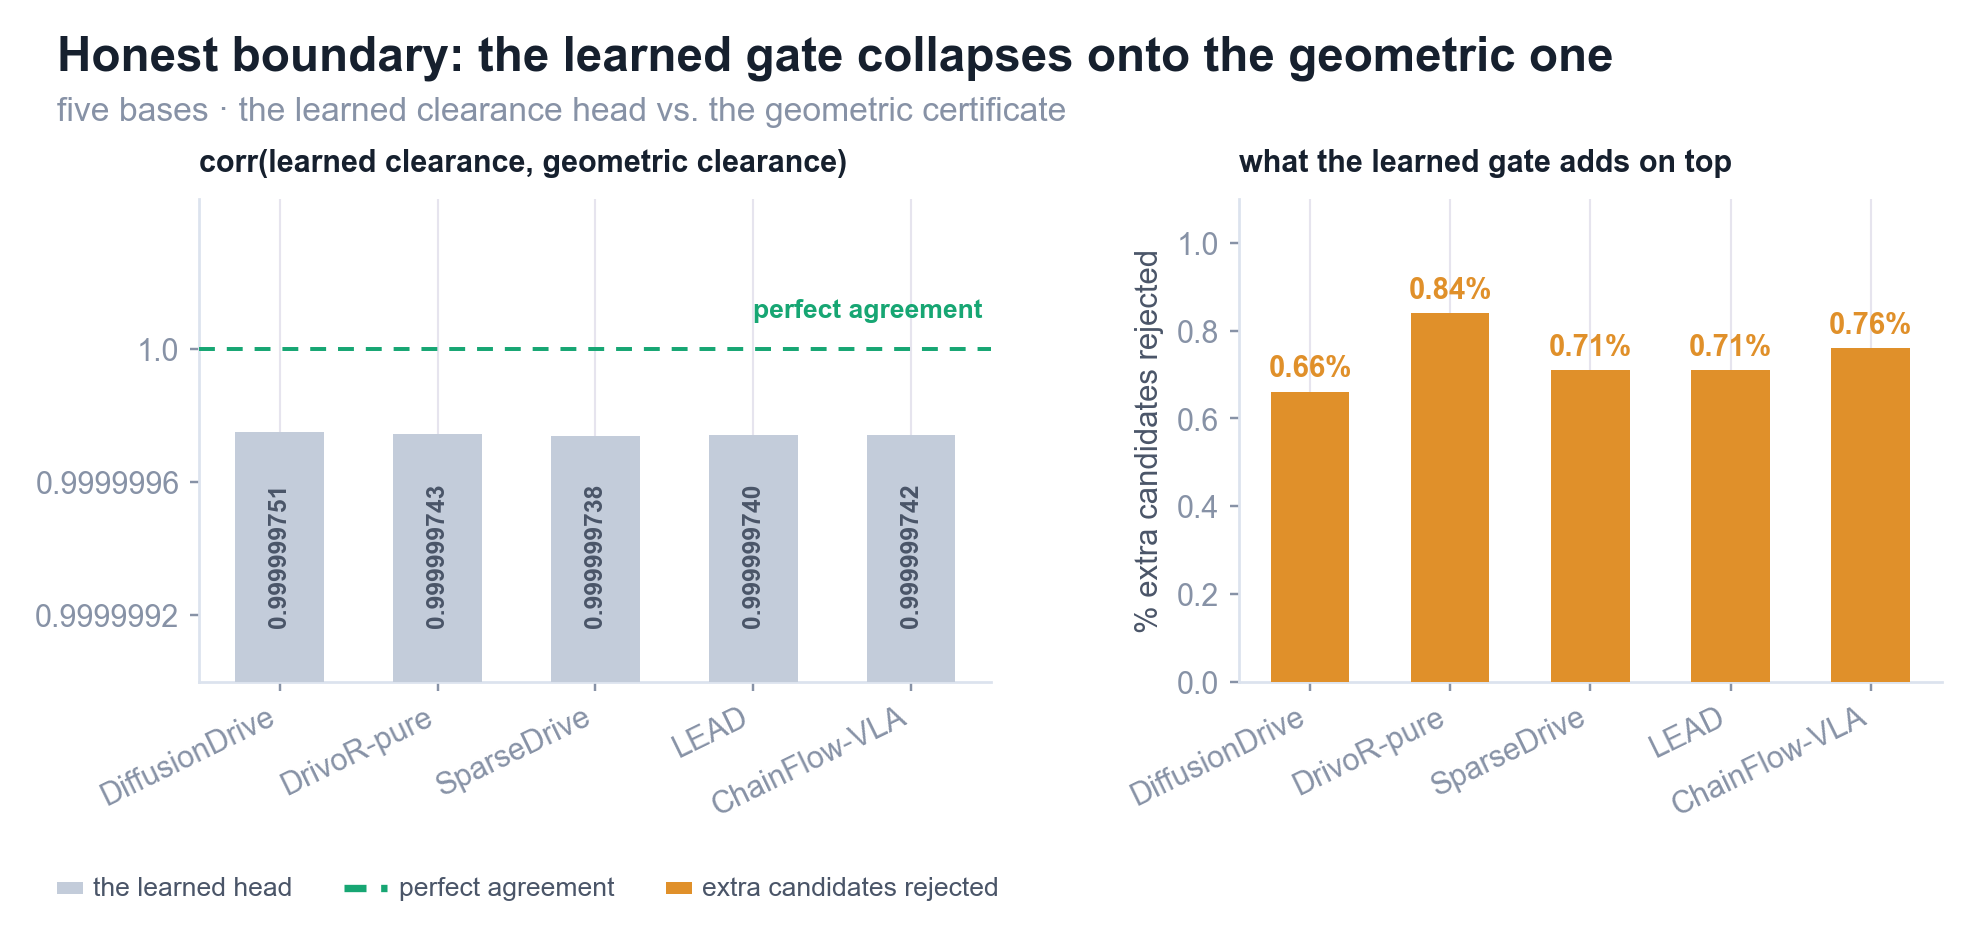 Honest boundary: the learned gate collapses onto the geometric one
five bases · the learned clearance head vs. the geometric certificate
corr(learned clearance, geometric clearance)
perfect agreement
1.0
0.9999996
0.9999992
0.999999751
0.999999743
0.999999738
0.999999740
0.999999742
DiffusionDrive
DrivoR-pure
SparseDrive
LEAD
ChainFlow-VLA
what the learned gate adds on top
% extra candidates rejected
1.0
0.8
0.6
0.4
0.2
0.0
0.66%
0.84%
0.71%
0.71%
0.76%
DiffusionDrive
DrivoR-pure
SparseDrive
LEAD
ChainFlow-VLA
the learned head
perfect agreement
extra candidates rejected